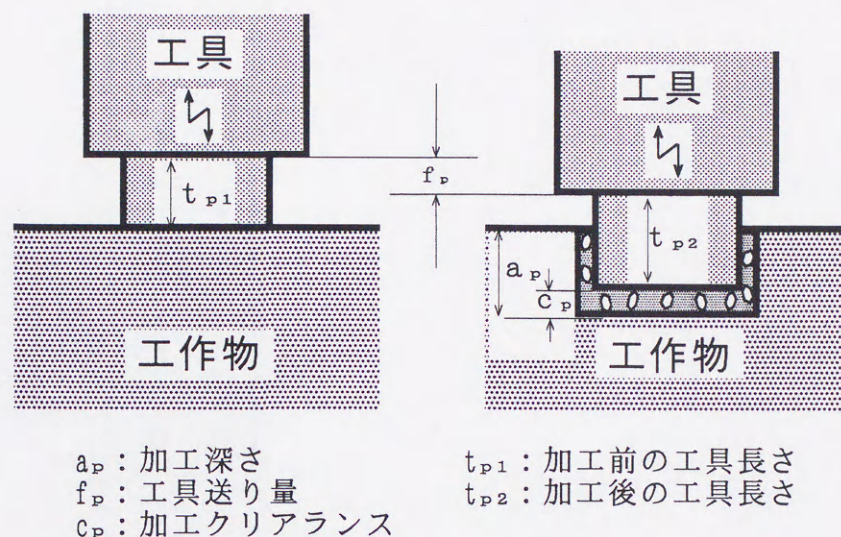 工具
工具
t p1
f p
t p2
a p
c p
工作物
工作物
ap：加工深さ
fp：工具送り量
cp：加工クリアランス
tp1：加工前の工具長さ
tp2：加工後の工具長さ